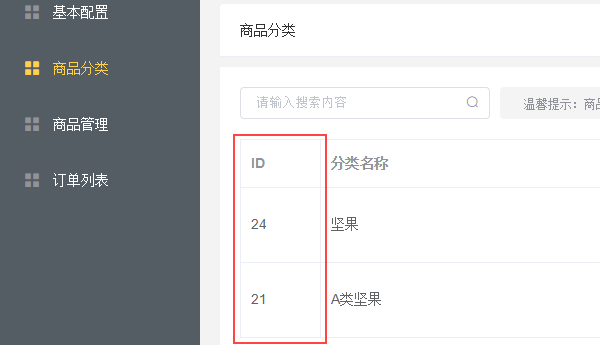 基本配置
商品分类
商品管理
订单列表
商品分类
请输入搜索内容
温馨提示：商品
ID 分类名称
24 坚果
21 A类坚果